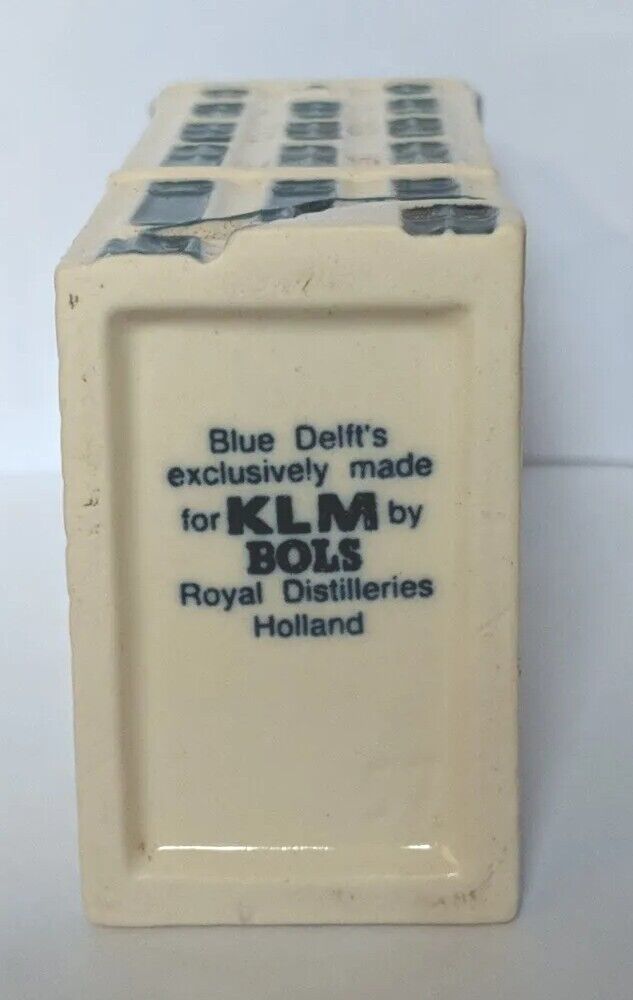 Blue Delft's
exclusively made
for KLM by
BOLS
Royal Distilleries
Holland